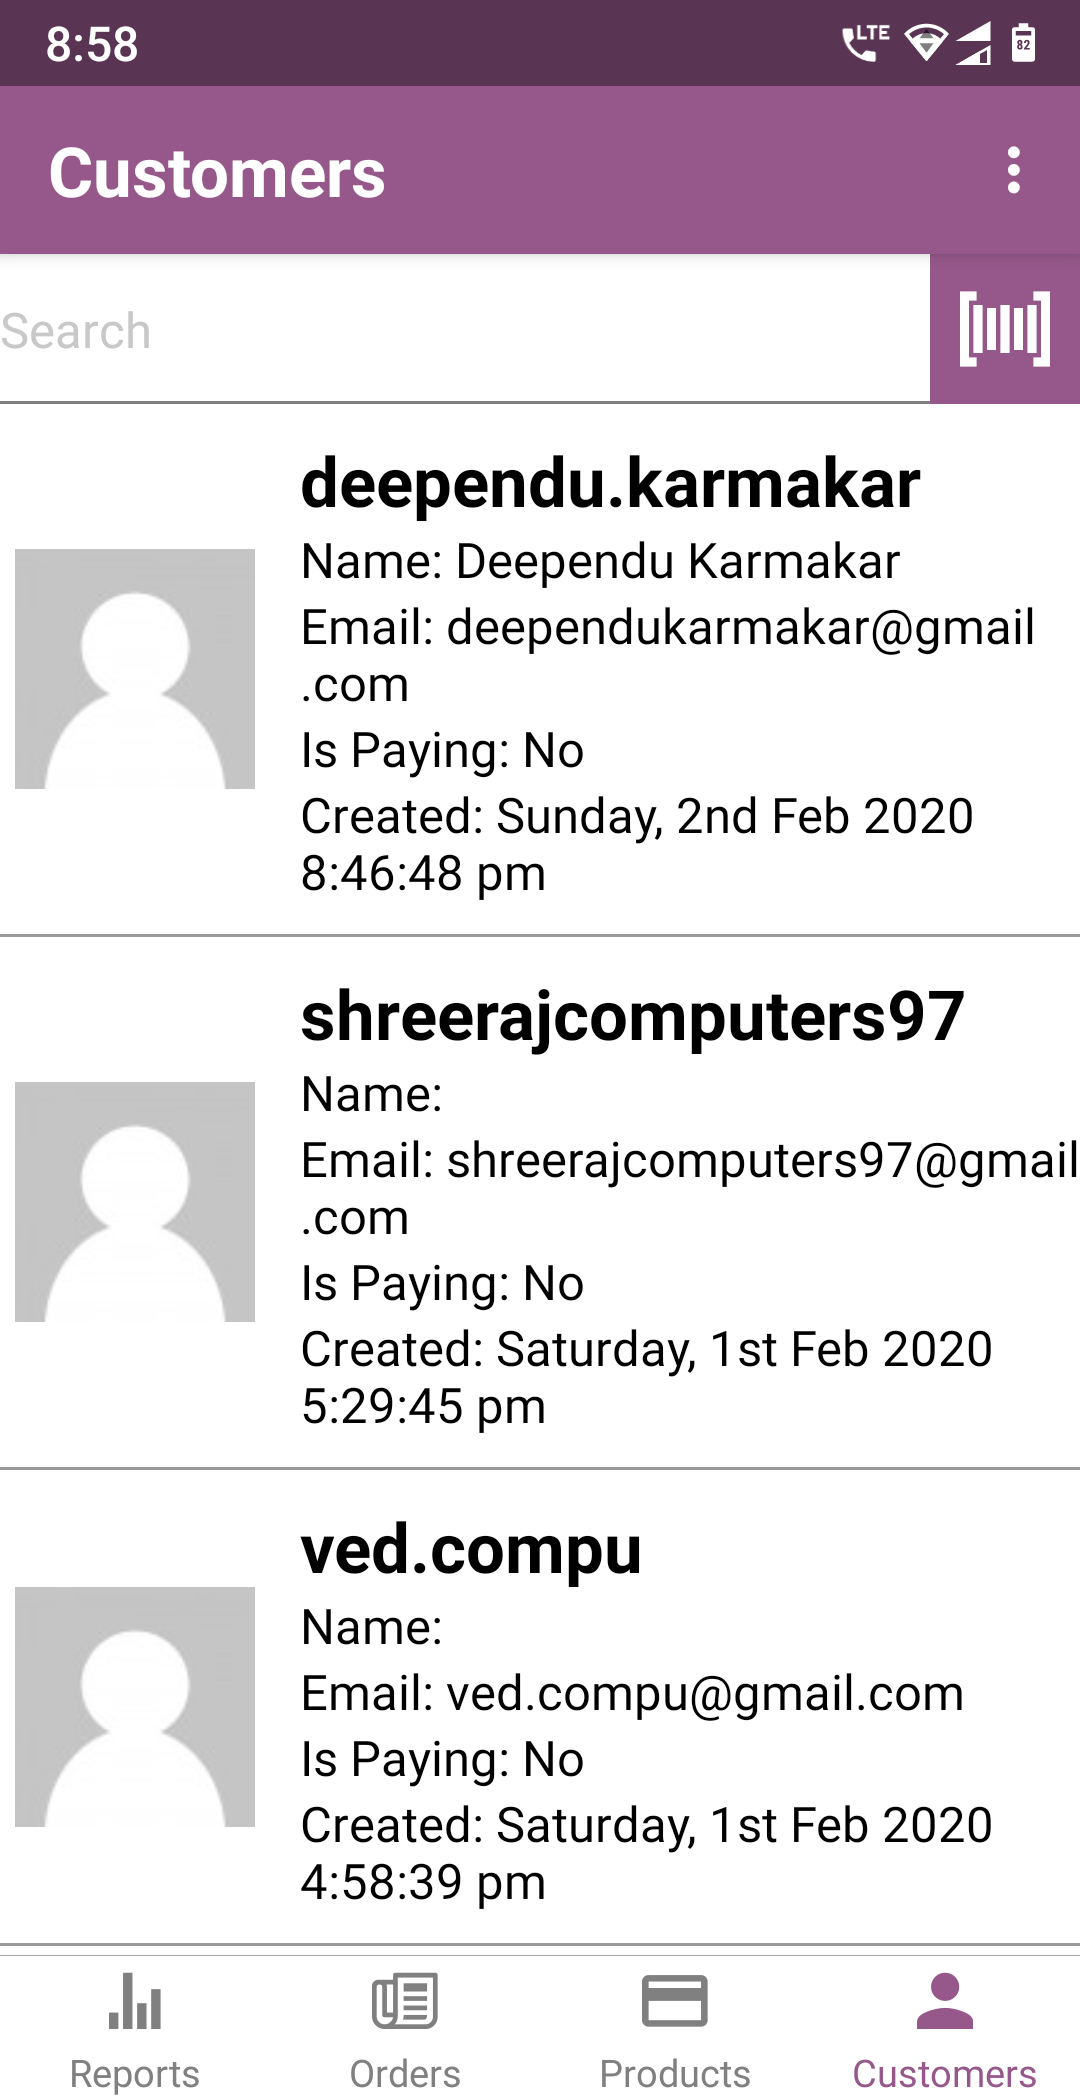 8:58
LTE
82
Customers
Search
deependu.karmakar
Name: Deependu Karmakar
Email: deependukarmakar@gmail
.com
Is Paying: No
Created: Sunday, 2nd Feb 2020
8:46:48 pm
shreerajcomputers97
Name:
Email: shreerajcomputers97@gmail
.com
Is Paying: No
Created: Saturday, 1st Feb 2020
5:29:45 pm
ved.compu
Name:
Email: ved.compu@gmail.com
Is Paying: No
Created: Saturday, 1st Feb 2020
4:58:39 pm
Reports
Orders
Products
Customers